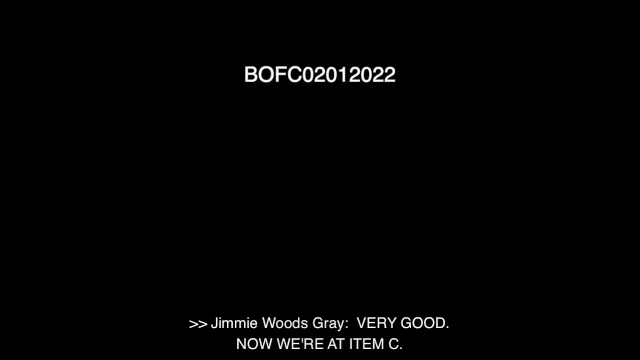 BOFC02012022
>> Jimmie Woods Gray:  VERY GOOD.
NOW WE'RE AT ITEM C.